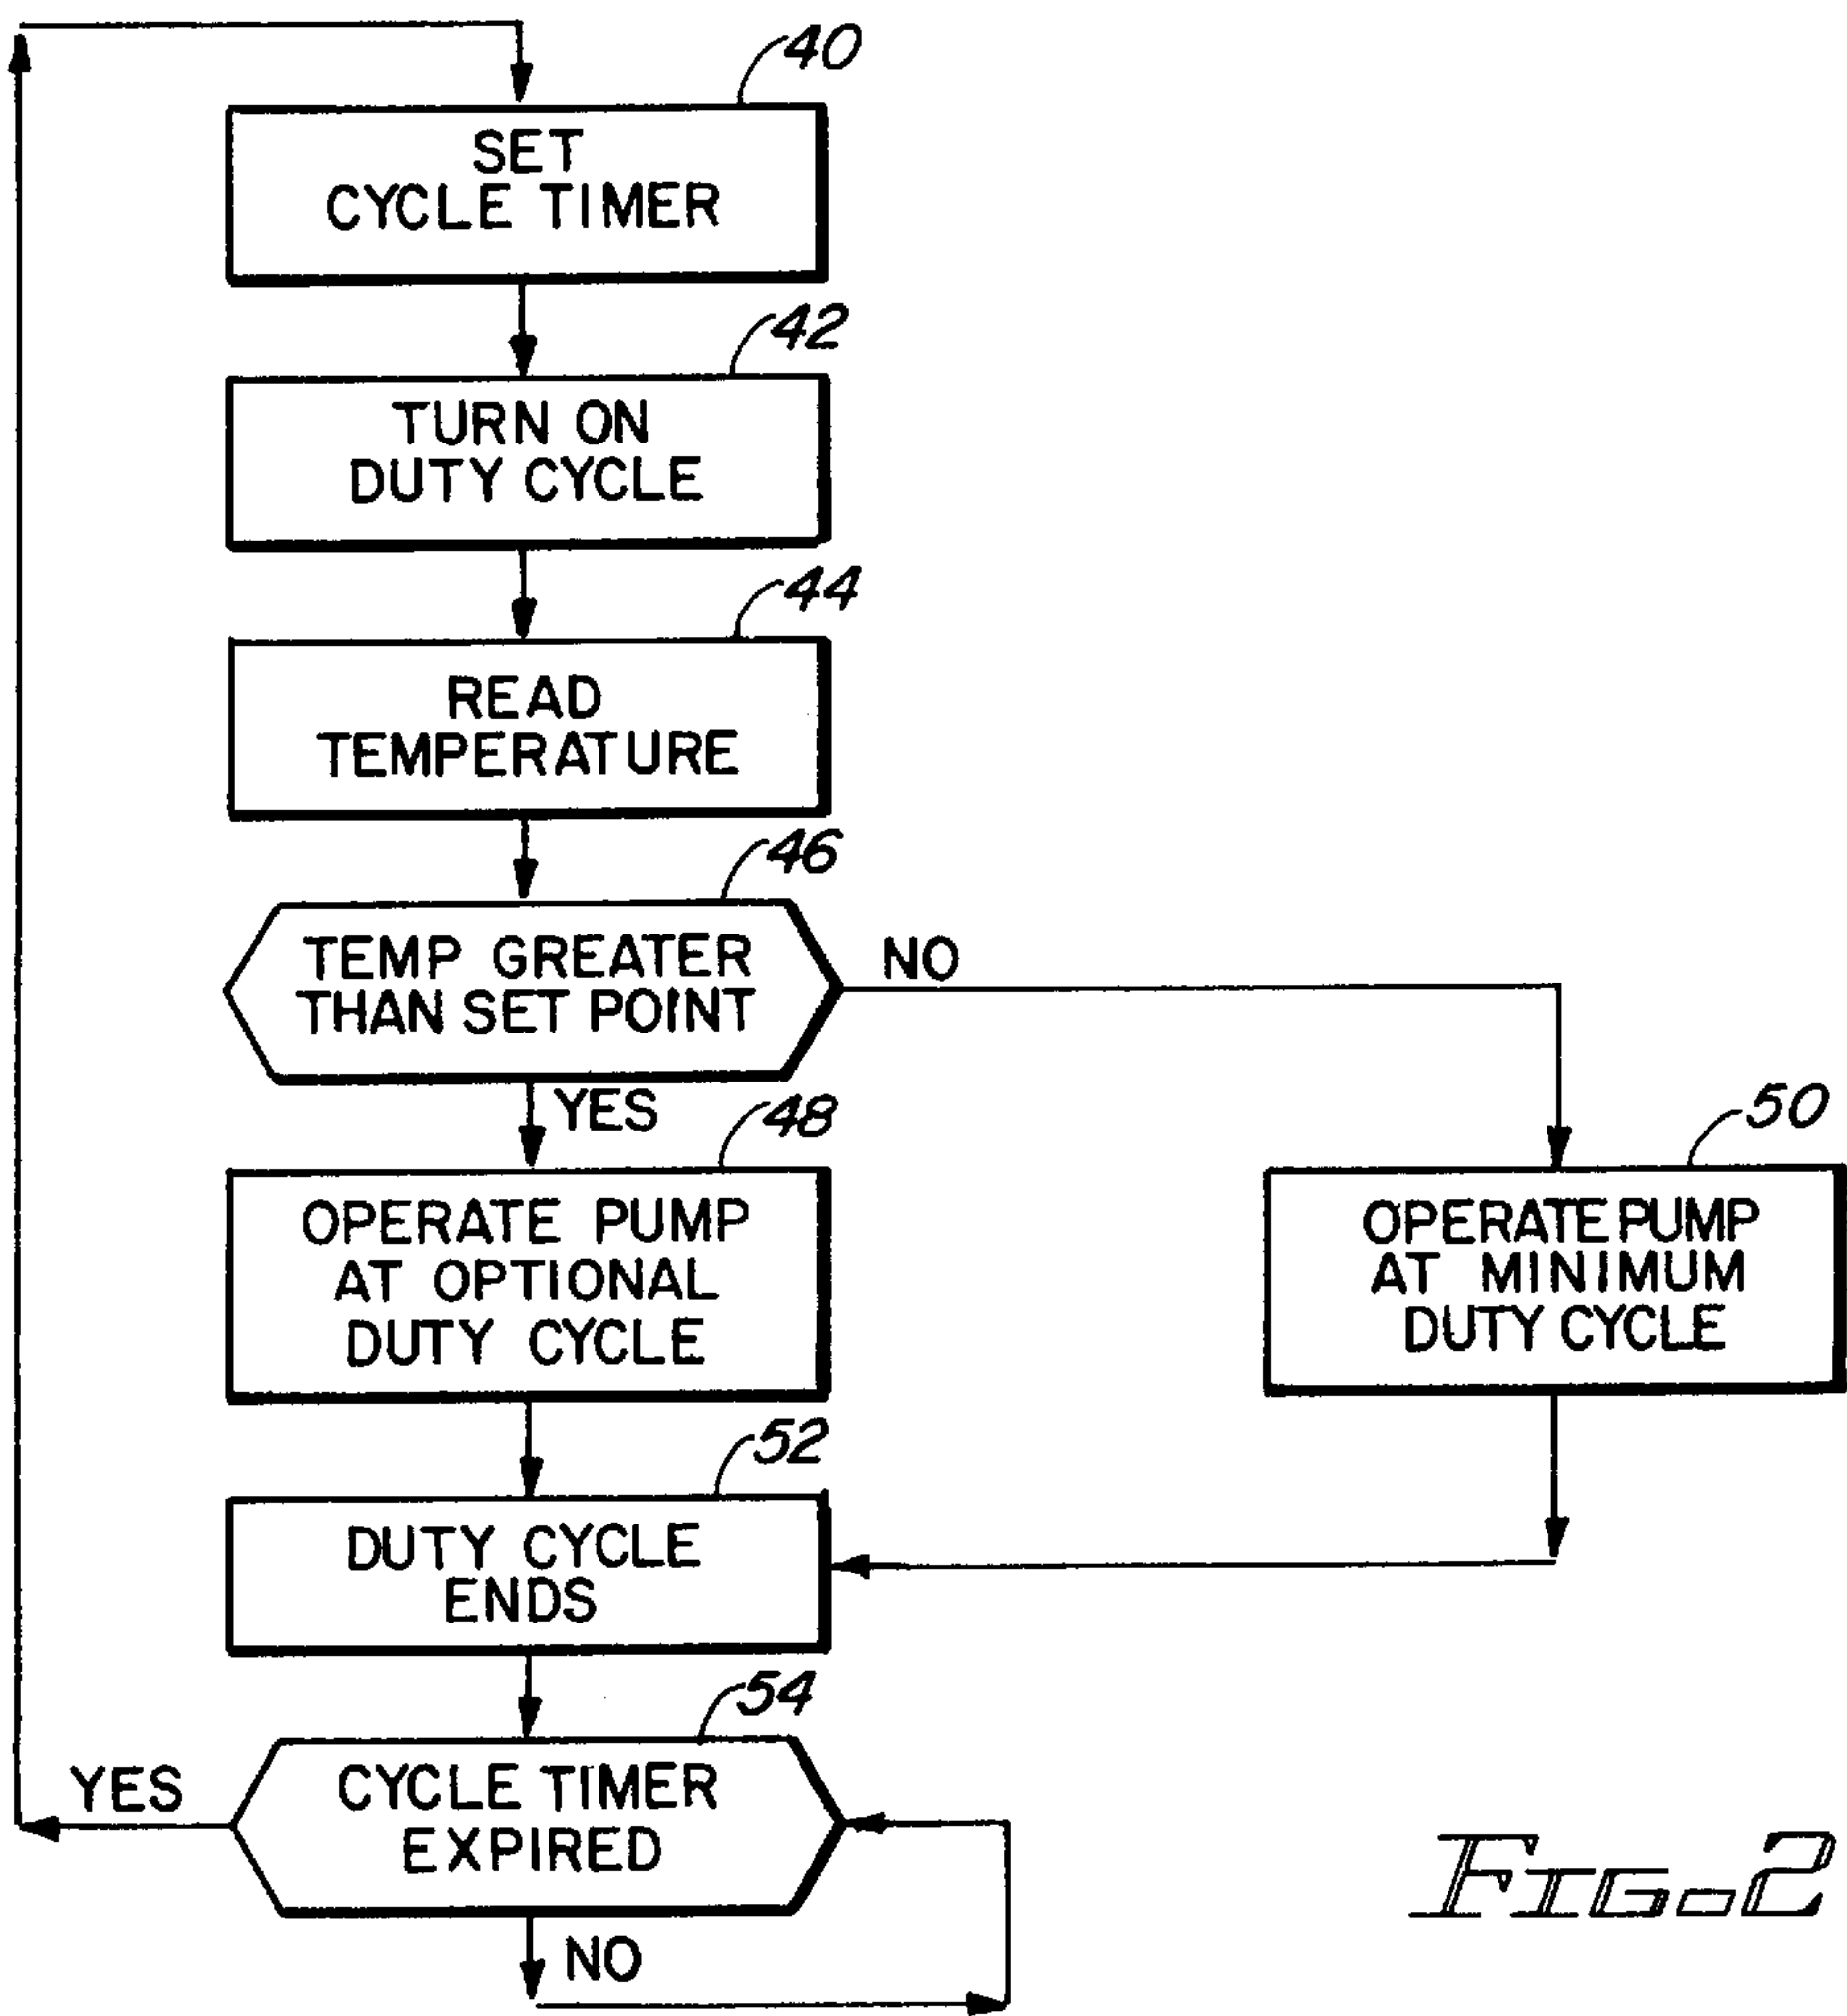 40
SET
CYCLE TIMER
42
TURN ON
DUTY CYCLE
44
READ
TEMPERATURE
46
TEMP GREATER
THAN SET POINT
NO
YES
48
OPERATE PUMP
AT OPTIONAL
DUTY CYCLE
50
OPERATE PUMP
AT MINIMUM
DUTY CYCLE
52
DUTY CYCLE
ENDS
54
CYCLE TIMER
EXPIRED
YES
NO
FIG. 2